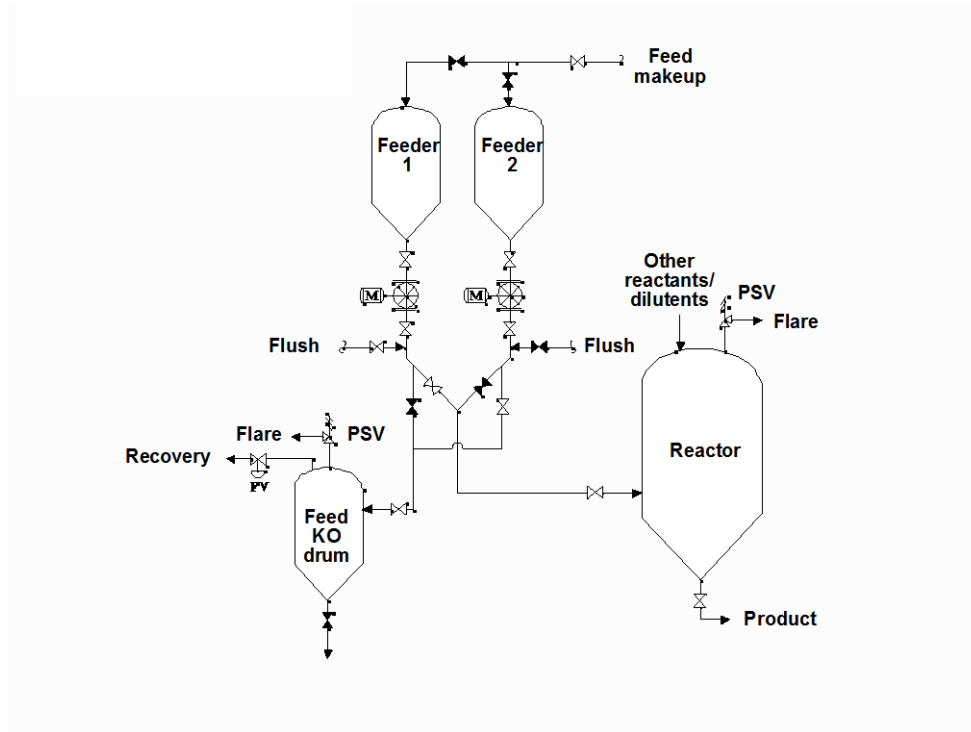 Feed
makeup
Feeder
1
Feeder
2
Other
reactants/
dilutents
PSV
Flare
M
M
Flush
Flush
Flare
PSV
Recovery
PV
Reactor
Feed
KO
drum
Product